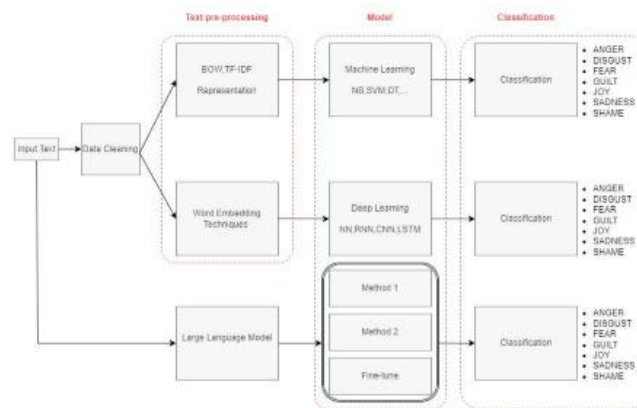 Text pre-processing
Model
Classification
BOW,TF-IDF
Representation
Machine Learning
NB,SVM,DT,...
Classification
ANGER
DISGUST
FEAR
GUILT
JOY
SADNESS
SHAME
Input Text
Data Cleaning
Word Embedding
Techniques
Deep Learning
NN,RNN,CNN,LSTM
Classification
ANGER
DISGUST
FEAR
GUILT
JOY
SADNESS
SHAME
Large Language Model
Method 1
Method 2
Fine-tune
Classification
ANGER
DISGUST
FEAR
GUILT
JOY
SADNESS
SHAME